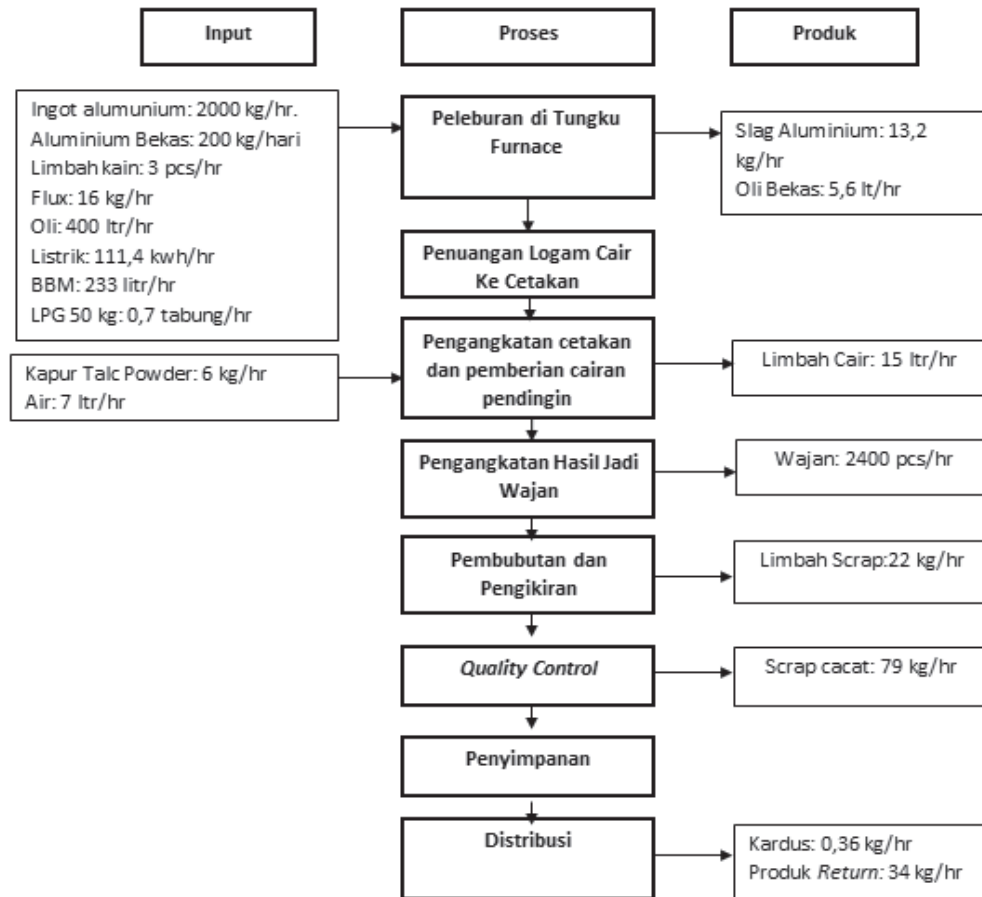 Input
Proses
Produk
Ingot alumunium: 2000 kg/hr.
Aluminium Bekas: 200 kg/hari
Limbah kain: 3 pcs/hr
Flux: 16 kg/hr
Oli: 400 ltr/hr
Listrik: 111,4 kwh/hr
BBM: 233 litr/hr
LPG 50 kg: 0,7 tabung/hr
Peleburan di Tungku
Furnace
Slag Aluminium: 13,2
kg/hr
Oli Bekas: 5,6 lt/hr
Penuangan Logam Cair
Ke Cetakan
Kapur Talc Powder: 6 kg/hr
Air: 7 ltr/hr
Pengangkatan cetakan
dan pemberian cairan
pendingin
Limbah Cair: 15 ltr/hr
Pengangkatan Hasil Jadi
Wajan
Wajan: 2400 pcs/hr
Pembubutan dan
Pengikiran
Limbah Scrap:22 kg/hr
Quality Control
Scrap cacat: 79 kg/hr
Penyimpanan
Distribusi
Kardus: 0,36 kg/hr
Produk Return: 34 kg/hr